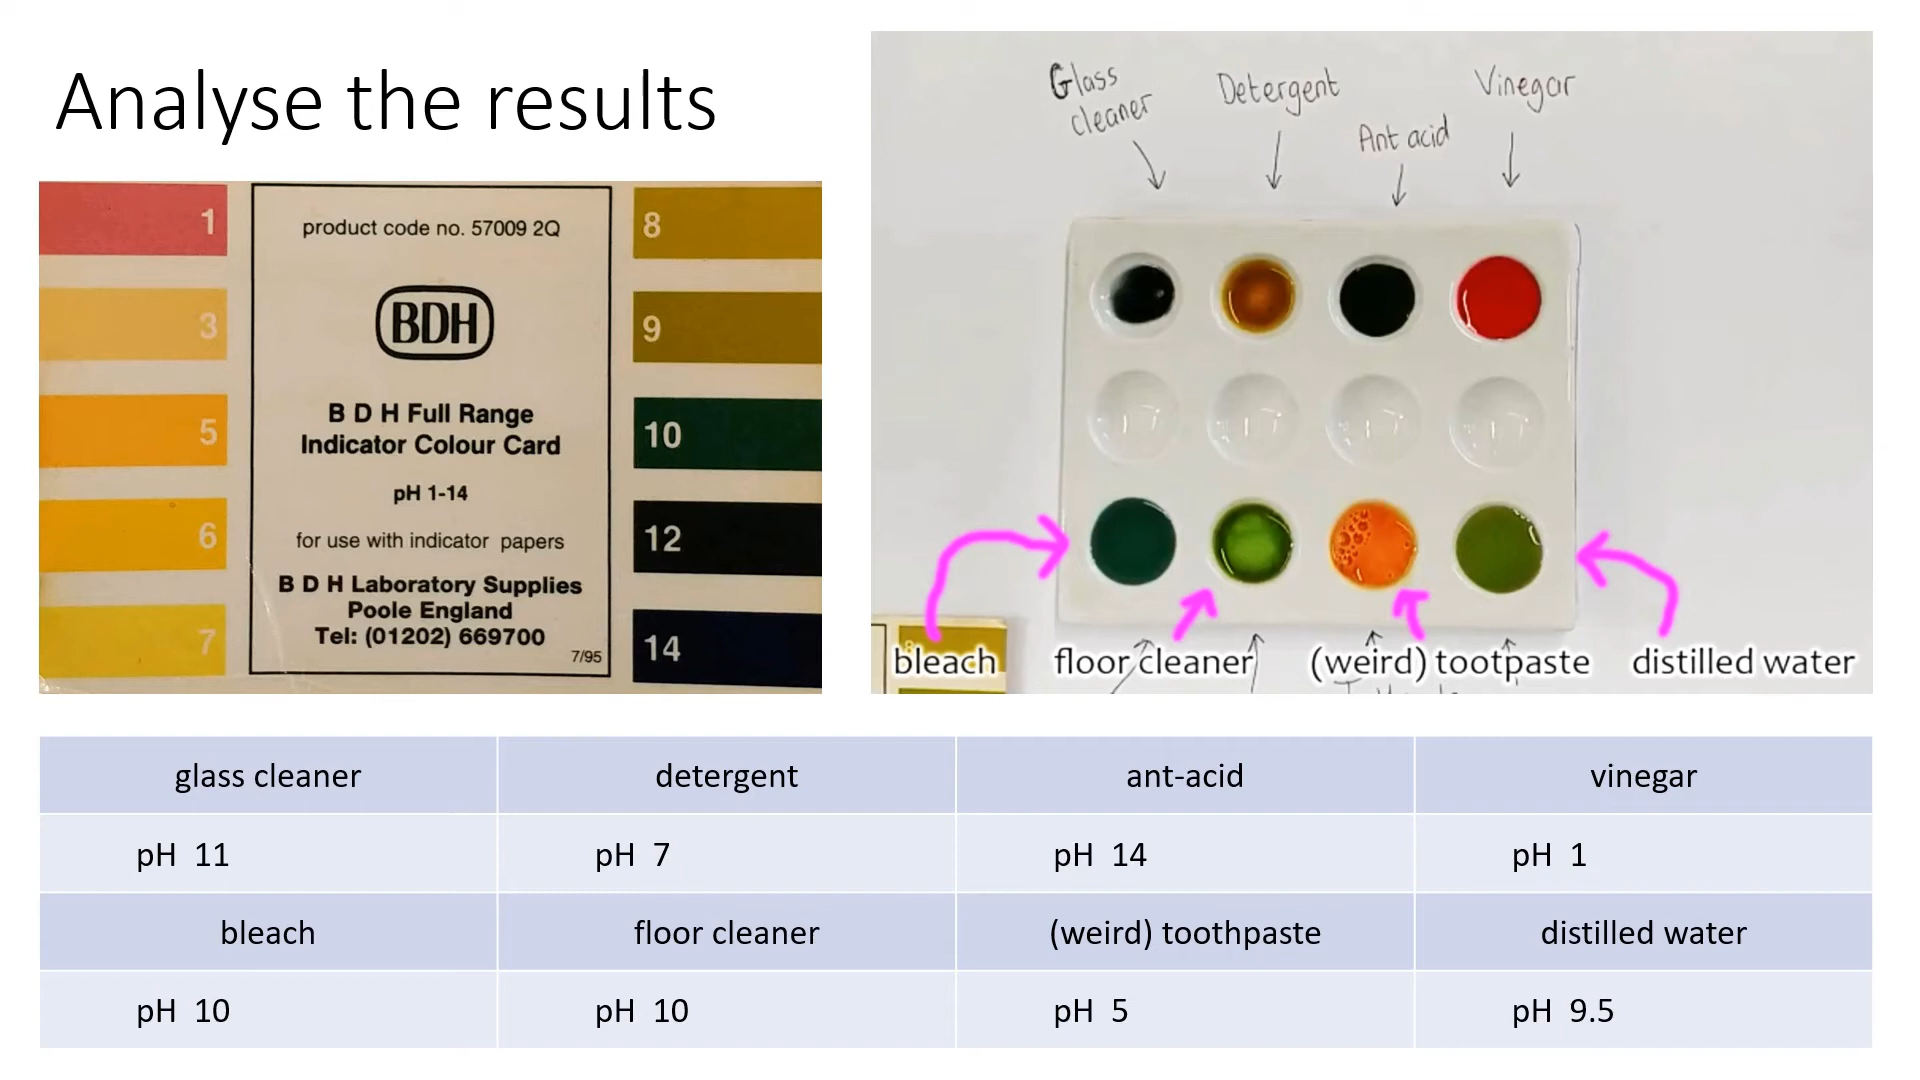 Analyse the results
1
3
5
6
7
product code no. 57009 2Q
BDH
B D H Full Range
Indicator Colour Card
pH 1-14
for use with indicator papers
B D H Laboratory Supplies
Poole England
Tel: (01202) 669700
7/95
8
9
10
12
14
Glass
cleaner
Detergent
Ant acid
Vinegar
bleach
floor cleaner
(weird) tootpaste
distilled water
glass cleaner
detergent
ant-acid
vinegar
pH 11
pH 7
pH 14
pH 1
bleach
floor cleaner
(weird) toothpaste
distilled water
pH 10
pH 10
pH 5
pH 9.5